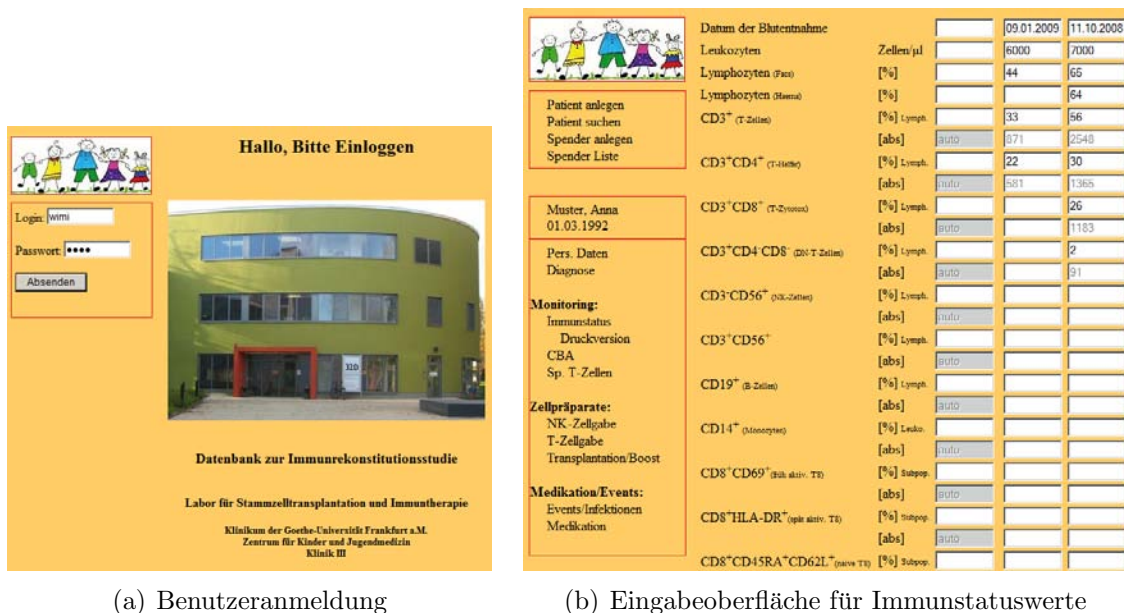 Hallo, Bitte Einloggen
Login: wimi
Passwort: ••••
Absenden
320
Datenbank zur Immunrekonstitutionsstudie
Labor für Stammzelltransplantation und Immuntherapie
Klinikum der Goethe-Universität Frankfurt a.M.
Zentrum für Kinder und Jugendmedizin
Klinik III
(a) Benutzeranmeldung
Patient anlegen
Patient suchen
Spender anlegen
Spender Liste
Muster, Anna
01.03.1992
Pers. Daten
Diagnose
Monitoring:
Immunstatus
Druckversion
CBA
Sp. T-Zellen
Zellpräparate:
NK-Zellgabe
T-Zellgabe
Transplantation/Boost
Medikation/Events:
Events/Infektionen
Medikation
Datum der Blutentnahme 09.01.2009 11.10.2008
Leukozyten Zellen/µl 6000 7000
Lymphozyten (Facs) [%] 44 65
Lymphozyten (Haema) [%] 64
CD3⁺ (T-Zellen) [%] Lymph. 33 56
[abs] auto 871 2548
CD3⁺CD4⁺ (T-Helfer) [%] Lymph. 22 30
[abs] auto 581 1365
CD3⁺CD8⁺ (T-Zytotox) [%] Lymph. 26
[abs] auto 1183
CD3⁺CD4⁻CD8⁻ (DN-T-Zellen) [%] Lymph. 2
[abs] auto 91
CD3⁻CD56⁺ (NK-Zellen) [%] Lymph.
[abs] auto
CD3⁺CD56⁺ [%] Lymph.
[abs] auto
CD19⁺ (B-Zellen) [%] Lymph.
[abs] auto
CD14⁺ (Monozyten) [%] Leuko.
[abs] auto
CD8⁺CD69⁺ (früh aktiv. T8) [%] Subpop.
[abs] auto
CD8⁺HLA-DR⁺ (spät aktiv. T8) [%] Subpop.
[abs] auto
CD8⁺CD45RA⁺CD62L⁺ (naive T8) [%] Subpop.
(b) Eingabeoberfläche für Immunstatuswerte